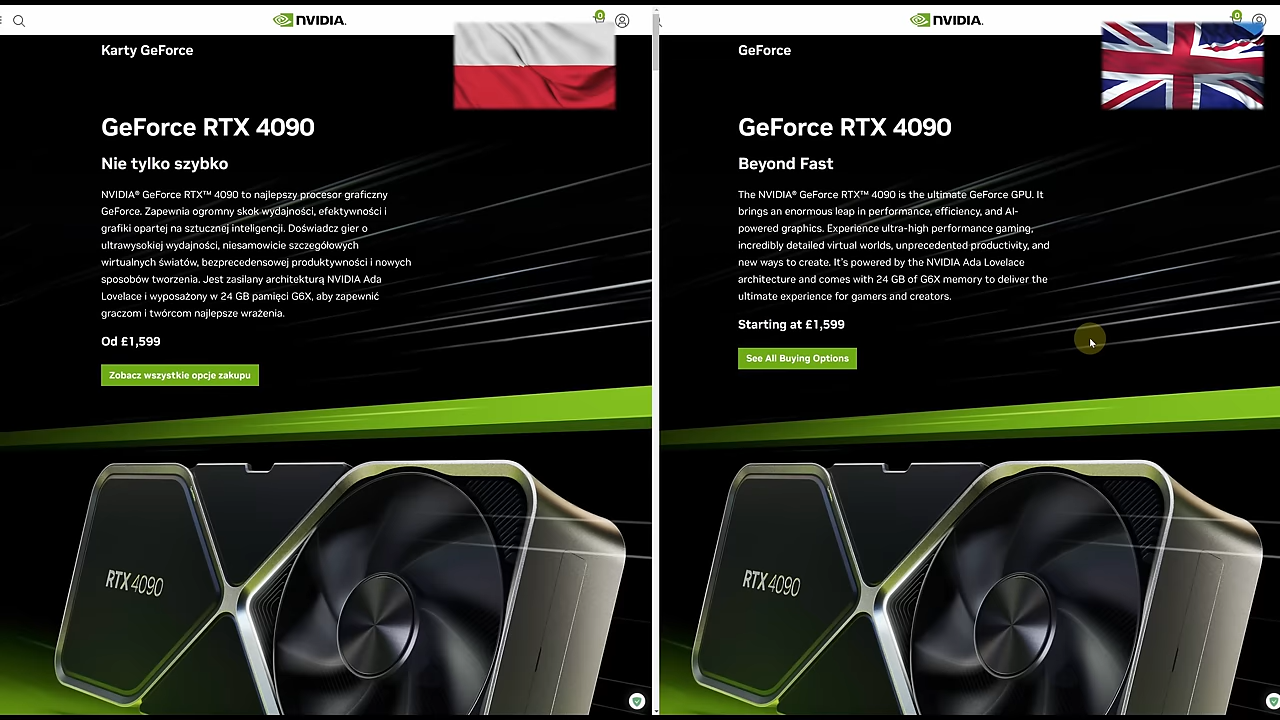 NVIDIA.
0
Karty GeForce
GeForce RTX 4090
Nie tylko szybko
NVIDIA® GeForce RTX™ 4090 to najlepszy procesor graficzny
GeForce. Zapewnia ogromny skok wydajności, efektywności i
grafiki opartej na sztucznej inteligencji. Doświadcz gier o
ultrawysokiej wydajności, niesamowicie szczegółowych
wirtualnych światów, bezprecedensowej produktywności i nowych
sposobów tworzenia. Jest zasilany architekturą NVIDIA Ada
Lovelace i wyposażony w 24 GB pamięci G6X, aby zapewnić
graczom i twórcom najlepsze wrażenia.
Od £1,599
Zobacz wszystkie opcje zakupu
RTX 4090
NVIDIA.
0
GeForce
GeForce RTX 4090
Beyond Fast
The NVIDIA® GeForce RTX™ 4090 is the ultimate GeForce GPU. It
brings an enormous leap in performance, efficiency, and AI-
powered graphics. Experience ultra-high performance gaming,
incredibly detailed virtual worlds, unprecedented productivity, and
new ways to create. It's powered by the NVIDIA Ada Lovelace
architecture and comes with 24 GB of G6X memory to deliver the
ultimate experience for gamers and creators.
Starting at £1,599
See All Buying Options
RTX 4090